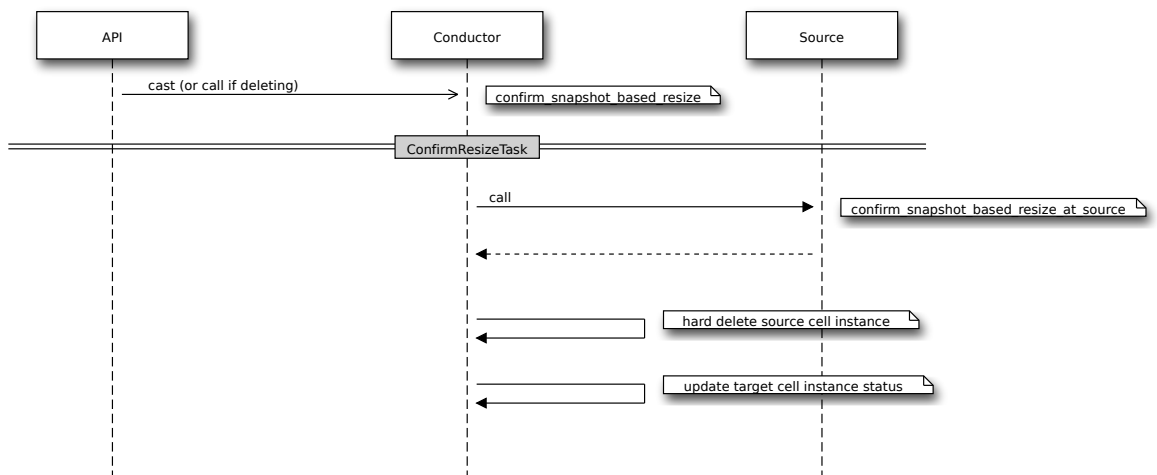 API
Conductor
Source
cast (or call if deleting)
confirm_snapshot_based_resize
ConfirmResizeTask
call
confirm_snapshot_based_resize_at_source
hard delete source cell instance
update target cell instance status